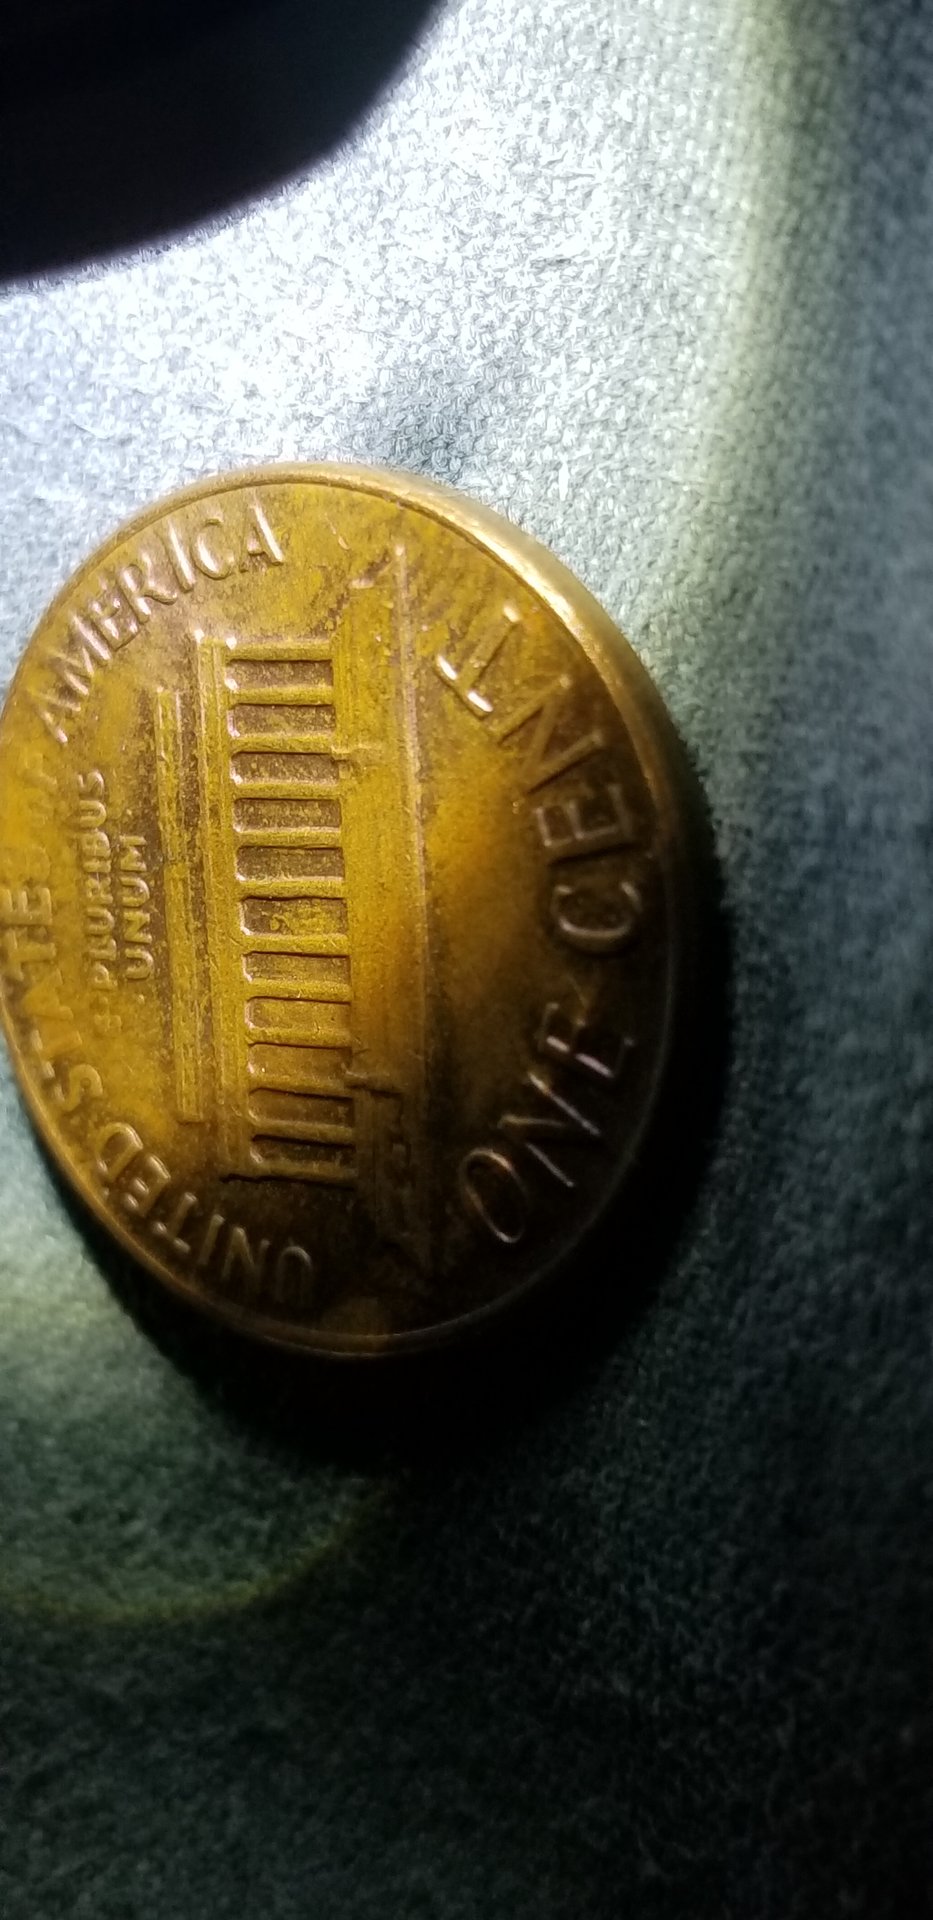 UNITED STATES OF AMERICA
E·PLURIBUS
·UNUM·
ONE CENT